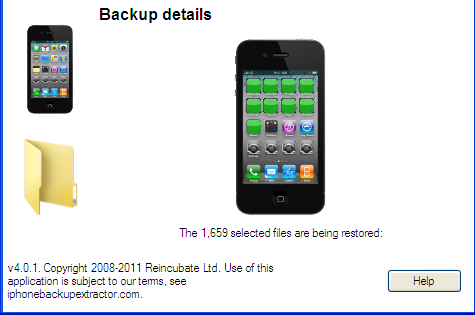 Backup details
The 1,659 selected files are being restored:
v4.0.1. Copyright 2008-2011 Reincubate Ltd. Use of this
application is subject to our terms, see
iphonebackupextractor.com.
Help